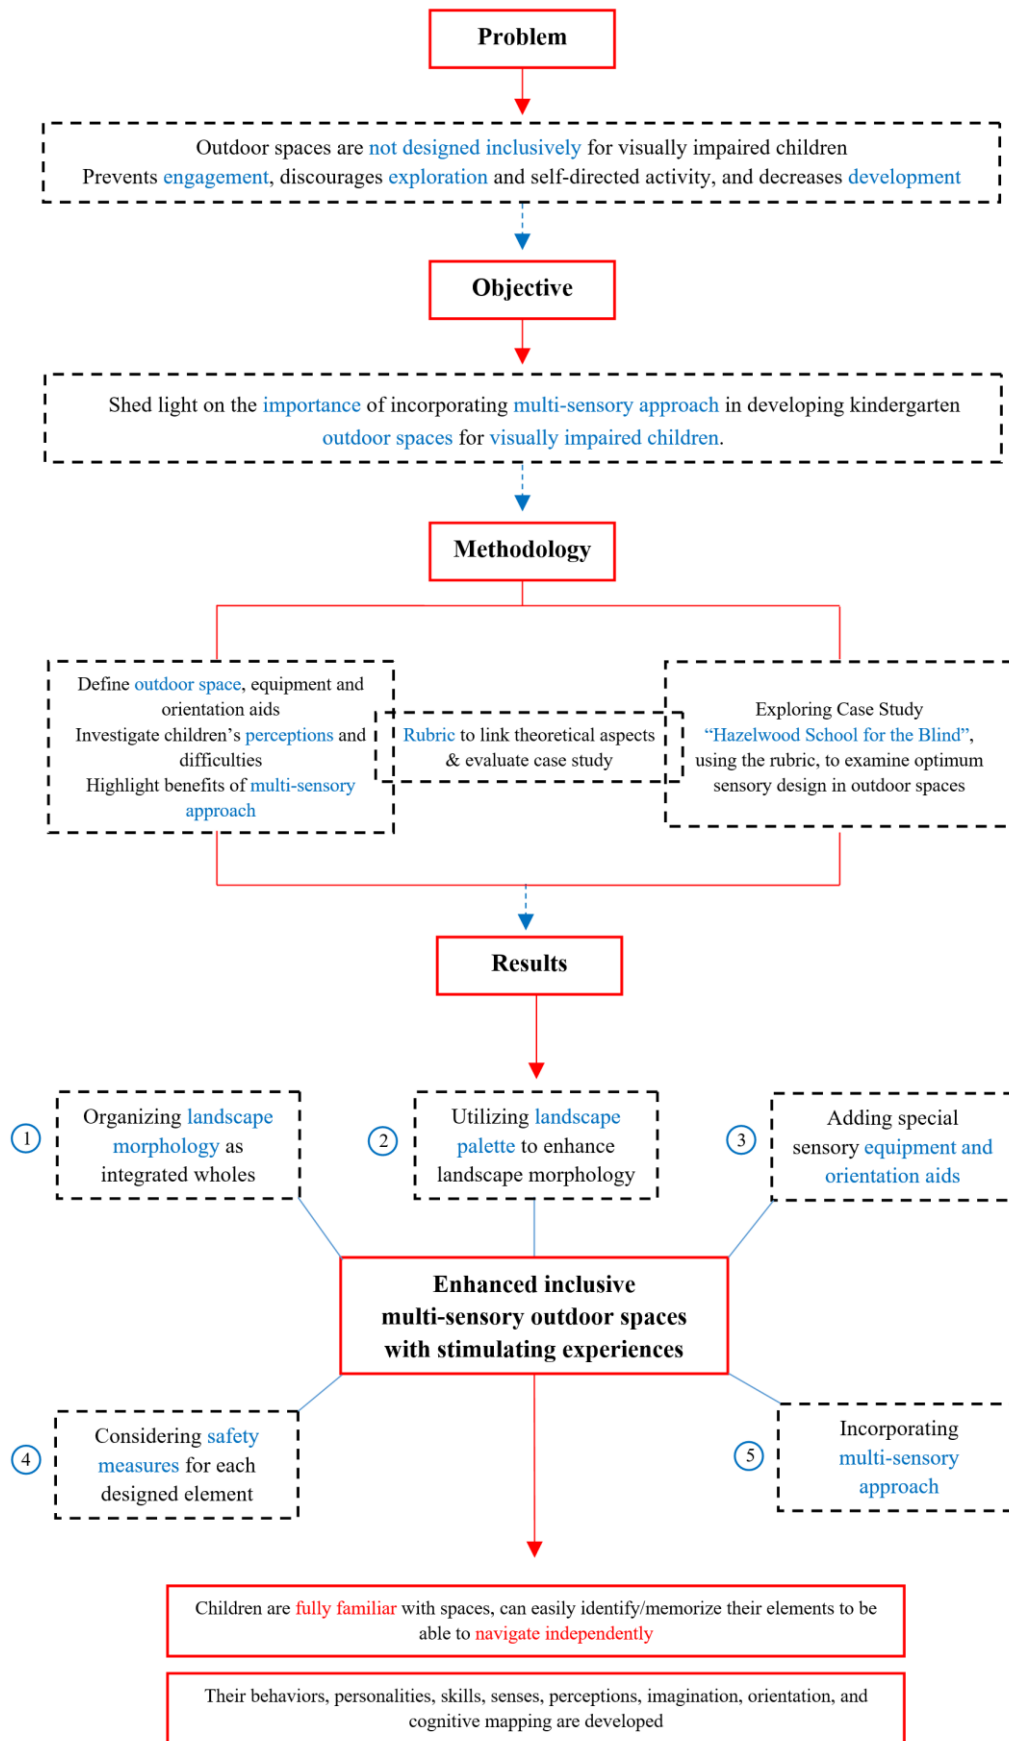 Problem
Outdoor spaces are not designed inclusively for visually impaired children
Prevents engagement, discourages exploration and self-directed activity, and decreases development
Objective
Shed light on the importance of incorporating multi-sensory approach in developing kindergarten
outdoor spaces for visually impaired children.
Methodology
Define outdoor space, equipment and
orientation aids
Investigate children's perceptions and
difficulties
Highlight benefits of multi-sensory
approach
Rubric to link theoretical aspects
& evaluate case study
Exploring Case Study
“Hazelwood School for the Blind”,
using the rubric, to examine optimum
sensory design in outdoor spaces
Results
1
Organizing landscape
morphology as
integrated wholes
2
Utilizing landscape
palette to enhance
landscape morphology
3
Adding special
sensory equipment and
orientation aids
Enhanced inclusive
multi-sensory outdoor spaces
with stimulating experiences
4
Considering safety
measures for each
designed element
5
Incorporating
multi-sensory
approach
Children are fully familiar with spaces, can easily identify/memorize their elements to be
able to navigate independently
Their behaviors, personalities, skills, senses, perceptions, imagination, orientation, and
cognitive mapping are developed